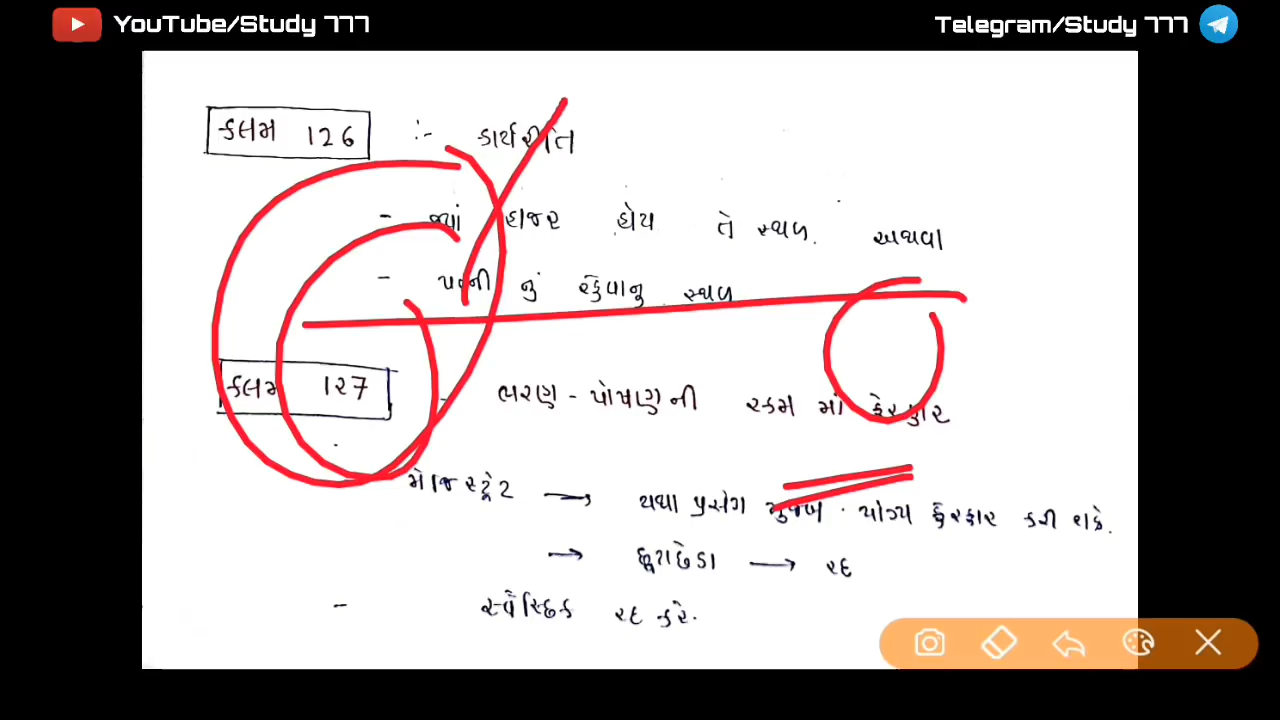 YouTube/Study 777
Telegram/Study 777
કલમ 126 :- કાર્યરીતિ
- જ્યાં હાજર હોય તે સ્થળ. અથવા
- પત્ની નું રહેવાનુ સ્થળ
કલમ 127 - ભરણ - પોષણની રકમ માં ફેરફાર
મેજિસ્ટ્રેટ → યથા પ્રસંગ મુજબ. યોગ્ય ફેરફાર કરી શકે.
→ છૂટાછેડા → રદ
- સ્વૈચ્છિક રદ કરે.